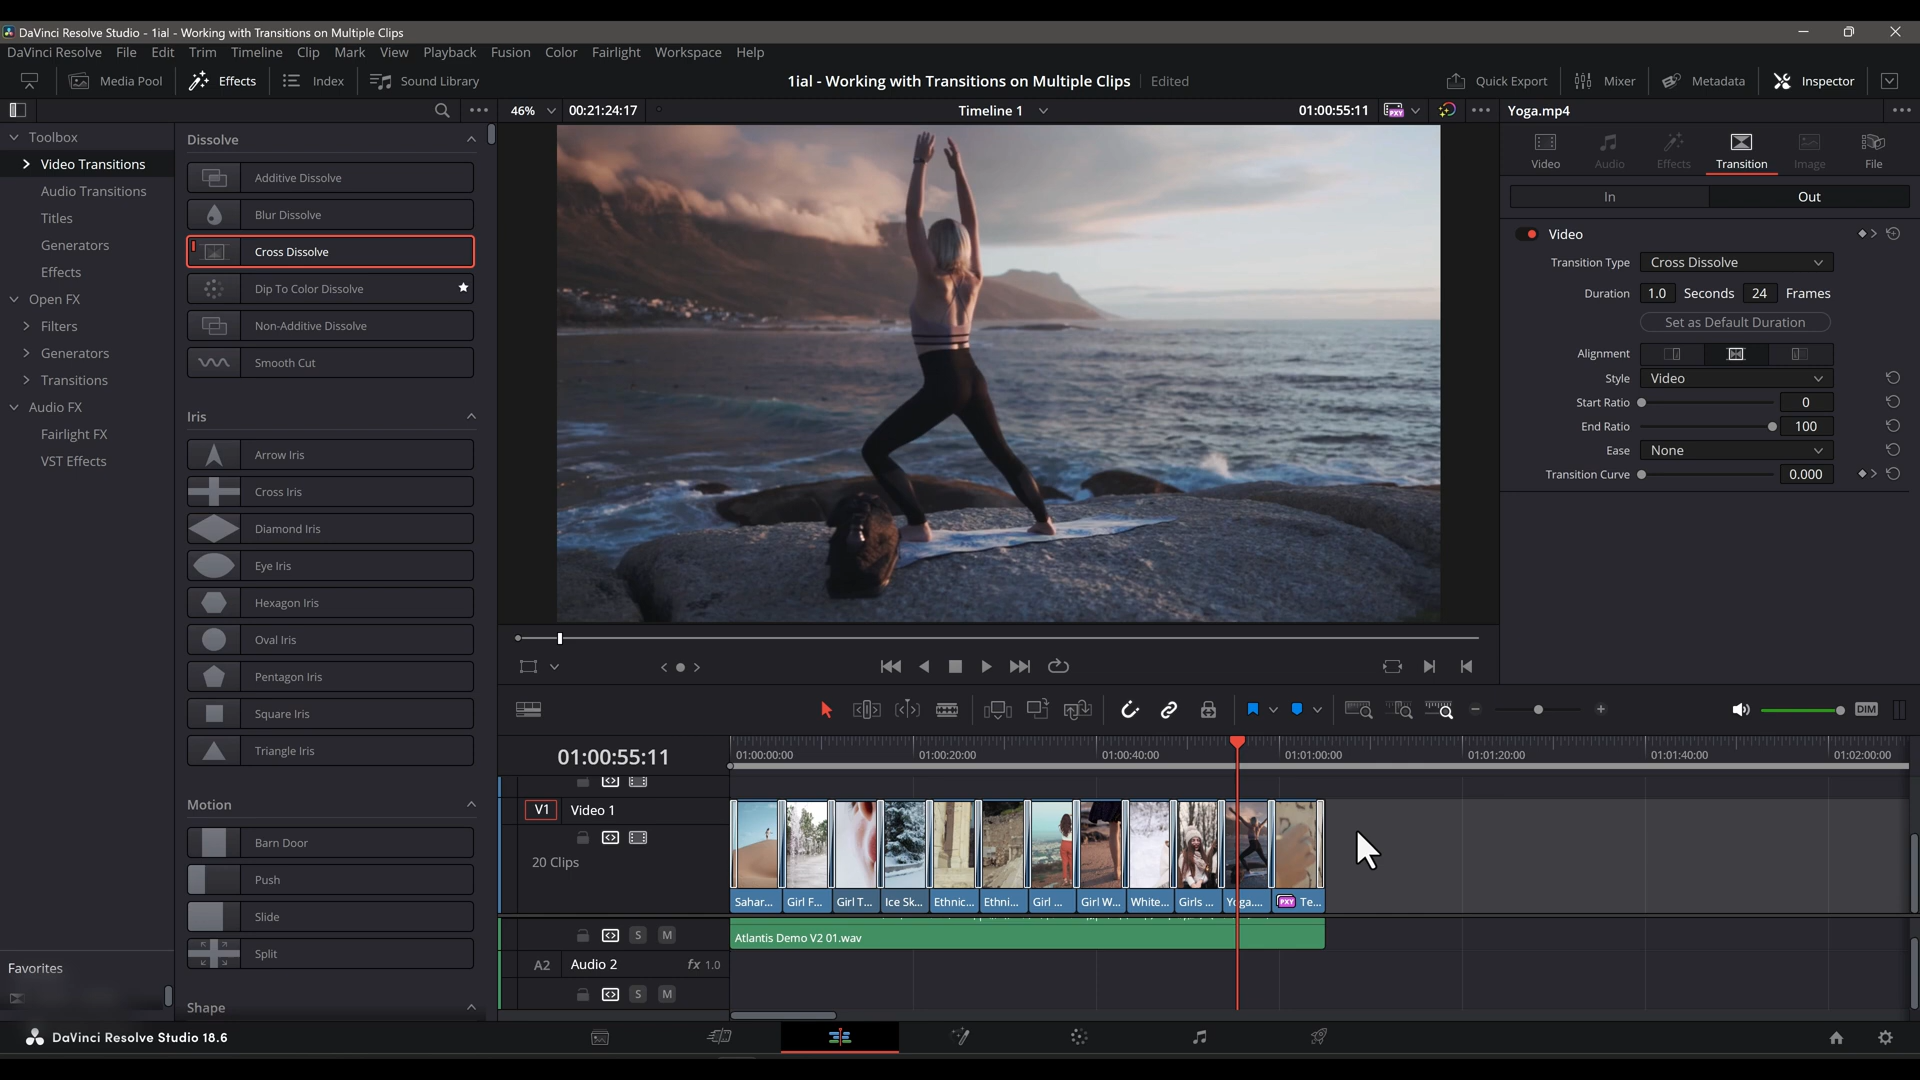 DaVinci Resolve Studio - 1ial - Working with Transitions on Multiple Clips
DaVinci Resolve File Edit Trim Timeline Clip Mark View Playback Fusion Color Fairlight Workspace Help
Media Pool Effects Index Sound Library 1ial - Working with Transitions on Multiple Clips Edited Quick Export Mixer Metadata Inspector
46% 00:21:24:17 Timeline 1 01:00:55:11 PXY Yoga.mp4
Toolbox
Video Transitions
Audio Transitions
Titles
Generators
Effects
Open FX
Filters
Generators
Transitions
Audio FX
Fairlight FX
VST Effects
Favorites
Dissolve
Additive Dissolve
Blur Dissolve
Cross Dissolve
Dip To Color Dissolve
Non-Additive Dissolve
Smooth Cut
Iris
Arrow Iris
Cross Iris
Diamond Iris
Eye Iris
Hexagon Iris
Oval Iris
Pentagon Iris
Square Iris
Triangle Iris
Motion
Barn Door
Push
Slide
Split
Shape
Video Audio Effects Transition Image File
In Out
Video
Transition Type Cross Dissolve
Duration 1.0 Seconds 24 Frames
Set as Default Duration
Alignment
Style Video
Start Ratio 0
End Ratio 100
Ease None
Transition Curve 0.000
DIM
01:00:55:11 01:00:00:00 01:00:20:00 01:00:40:00 01:01:00:00 01:01:20:00 01:01:40:00 01:02:00:00
V1 Video 1
20 Clips
Sahar... Girl F... Girl T... Ice Sk... Ethnic... Ethni... Girl ... Girl W... White... Girls ... Yoga.... PXY Te...
S M
Atlantis Demo V2 01.wav
A2 Audio 2 fx 1.0
S M
DaVinci Resolve Studio 18.6